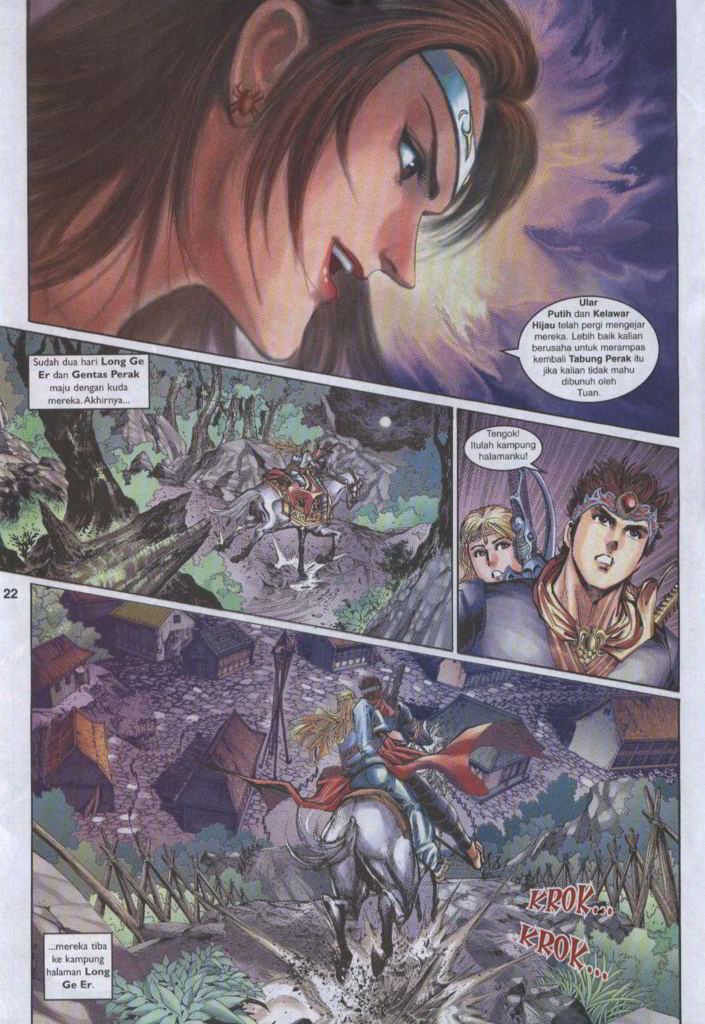 Ular
Putih dan Kelawar
Hijau telah pergi mengejar
mereka. Lebih baik kalian
berusaha untuk merampas
kembali Tabung Perak itu
jika kalian tidak mahu
dibunuh oleh
Tuan.
Sudah dua hari Long Ge
Er dan Gentas Perak
maju dengan kuda
mereka. Akhirnya...
Tengok!
Itulah kampung
halamanku!
22
KROK...
KROK...
...mereka tiba
ke kampung
halaman Long
Ge Er.